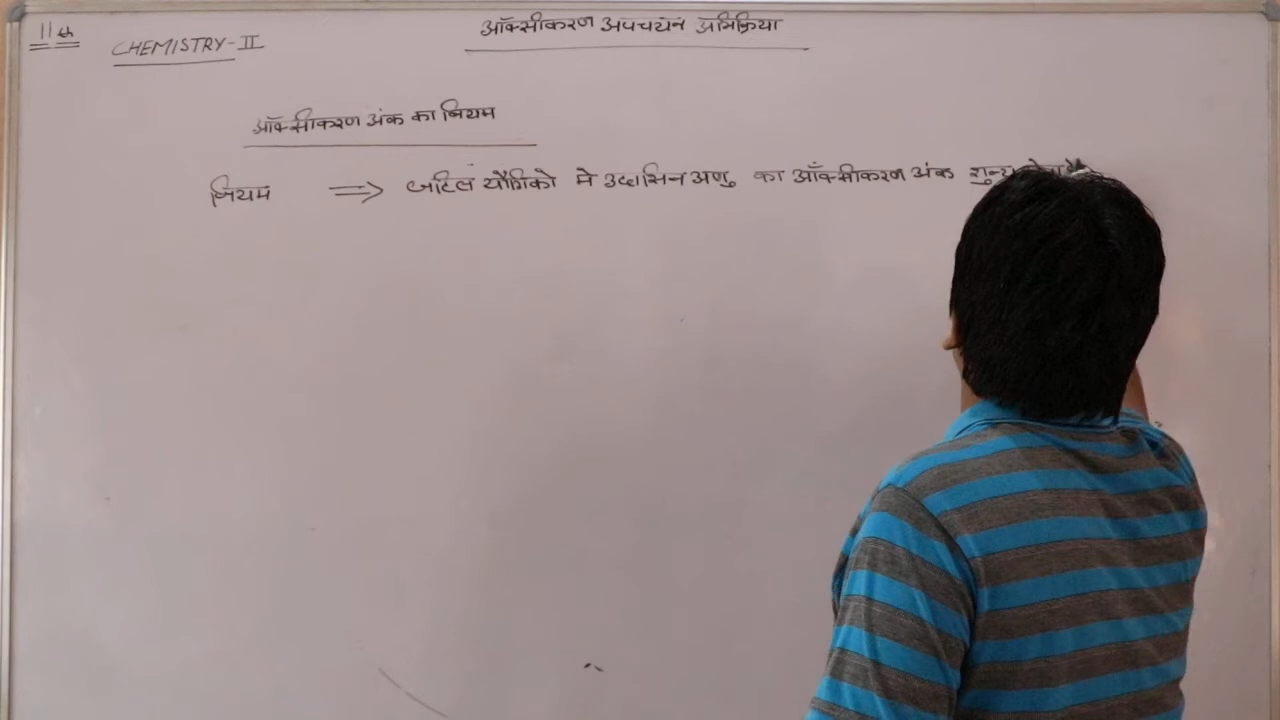 11th
CHEMISTRY-II
ऑक्सीकरण अपचयन अभिक्रिया
ऑक्सीकरण अंक का नियम
नियम ⇒ जटिल यौगिको मे उदासिन अणु का ऑक्सीकरण अंक शुन्य